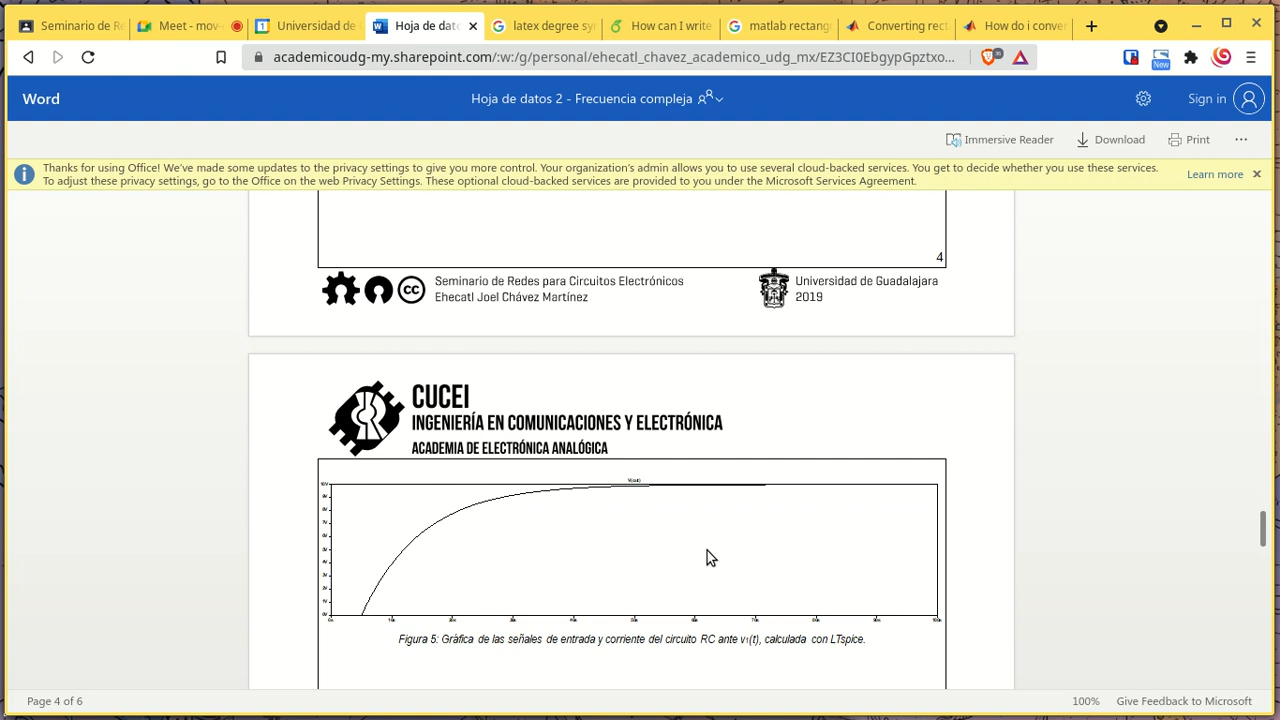 Seminario de Re
Meet - mov-
Universidad de
Hoja de dato
latex degree sy
How can I write
matlab rectang
Converting rect
How do i conver
academicoudg-my.sharepoint.com/:w:/g/personal/ehecatl_chavez_academico_udg_mx/EZ3CI0EbgypGpztxo...
New
Word
Hoja de datos 2 - Frecuencia compleja
Sign in
Immersive Reader
Download
Print
Thanks for using Office! We've made some updates to the privacy settings to give you more control. Your organization's admin allows you to use several cloud-backed services. You get to decide whether you use these services.
To adjust these privacy settings, go to the Office on the web Privacy Settings. These optional cloud-backed services are provided to you under the Microsoft Services Agreement.
Learn more
4
cc
Seminario de Redes para Circuitos Electrónicos
Ehecatl Joel Chávez Martínez
Universidad de Guadalajara
2019
CUCEI
INGENIERÍA EN COMUNICACIONES Y ELECTRÓNICA
ACADEMIA DE ELECTRÓNICA ANALÓGICA
V(out)
Figura 5: Gráfica de las señales de entrada y corriente del circuito RC ante v₁(t), calculada con LTspice.
Page 4 of 6
100%
Give Feedback to Microsoft